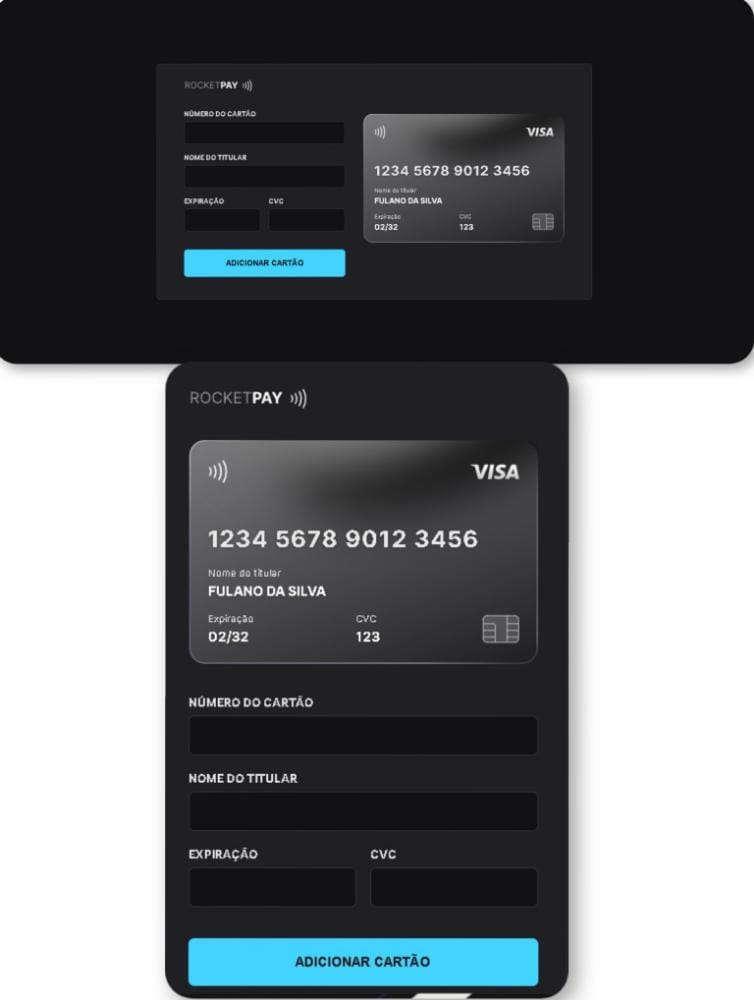 ROCKETPAY
NÚMERO DO CARTÃO
NOME DO TITULAR
EXPIRAÇÃO CVC
ADICIONAR CARTÃO
VISA
1234 5678 9012 3456
Nome do titular
FULANO DA SILVA
Expiração CVC
02/32 123
ROCKETPAY
VISA
1234 5678 9012 3456
Nome do titular
FULANO DA SILVA
Expiração CVC
02/32 123
NÚMERO DO CARTÃO
NOME DO TITULAR
EXPIRAÇÃO CVC
ADICIONAR CARTÃO